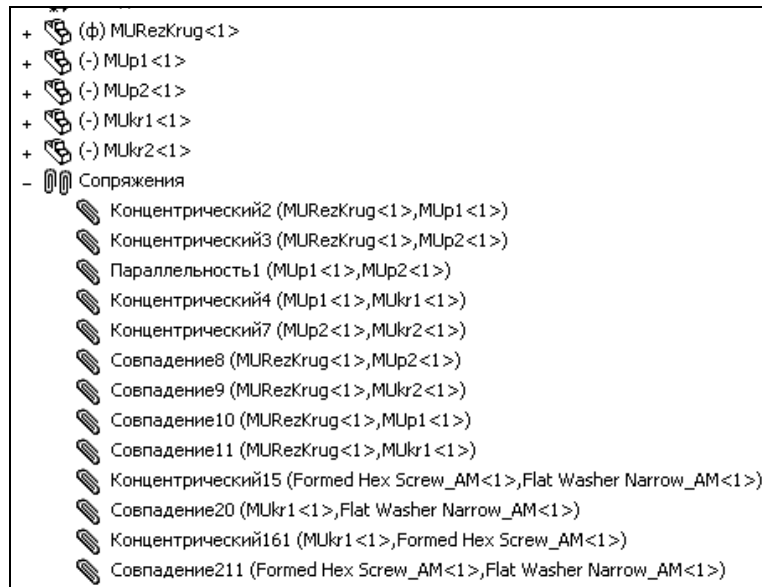 + (ф) MURezKrug<1>
+ (-) MUp1<1>
+ (-) MUp2<1>
+ (-) MUkr1<1>
+ (-) MUkr2<1>
- Сопряжения
Концентрический2 (MURezKrug<1>,MUp1<1>)
Концентрический3 (MURezKrug<1>,MUp2<1>)
Параллельность1 (MUp1<1>,MUp2<1>)
Концентрический4 (MUp1<1>,MUkr1<1>)
Концентрический7 (MUp2<1>,MUkr2<1>)
Совпадение8 (MURezKrug<1>,MUp2<1>)
Совпадение9 (MURezKrug<1>,MUkr2<1>)
Совпадение10 (MURezKrug<1>,MUp1<1>)
Совпадение11 (MURezKrug<1>,MUkr1<1>)
Концентрический15 (Formed Hex Screw_AM<1>,Flat Washer Narrow_AM<1>)
Совпадение20 (MUkr1<1>,Flat Washer Narrow_AM<1>)
Концентрический161 (MUkr1<1>,Formed Hex Screw_AM<1>)
Совпадение211 (Formed Hex Screw_AM<1>,Flat Washer Narrow_AM<1>)